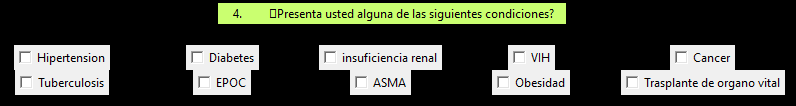 4. Presenta usted alguna de las siguientes condiciones?
Hipertension Diabetes insuficiencia renal VIH Cancer
Tuberculosis EPOC ASMA Obesidad Trasplante de organo vital